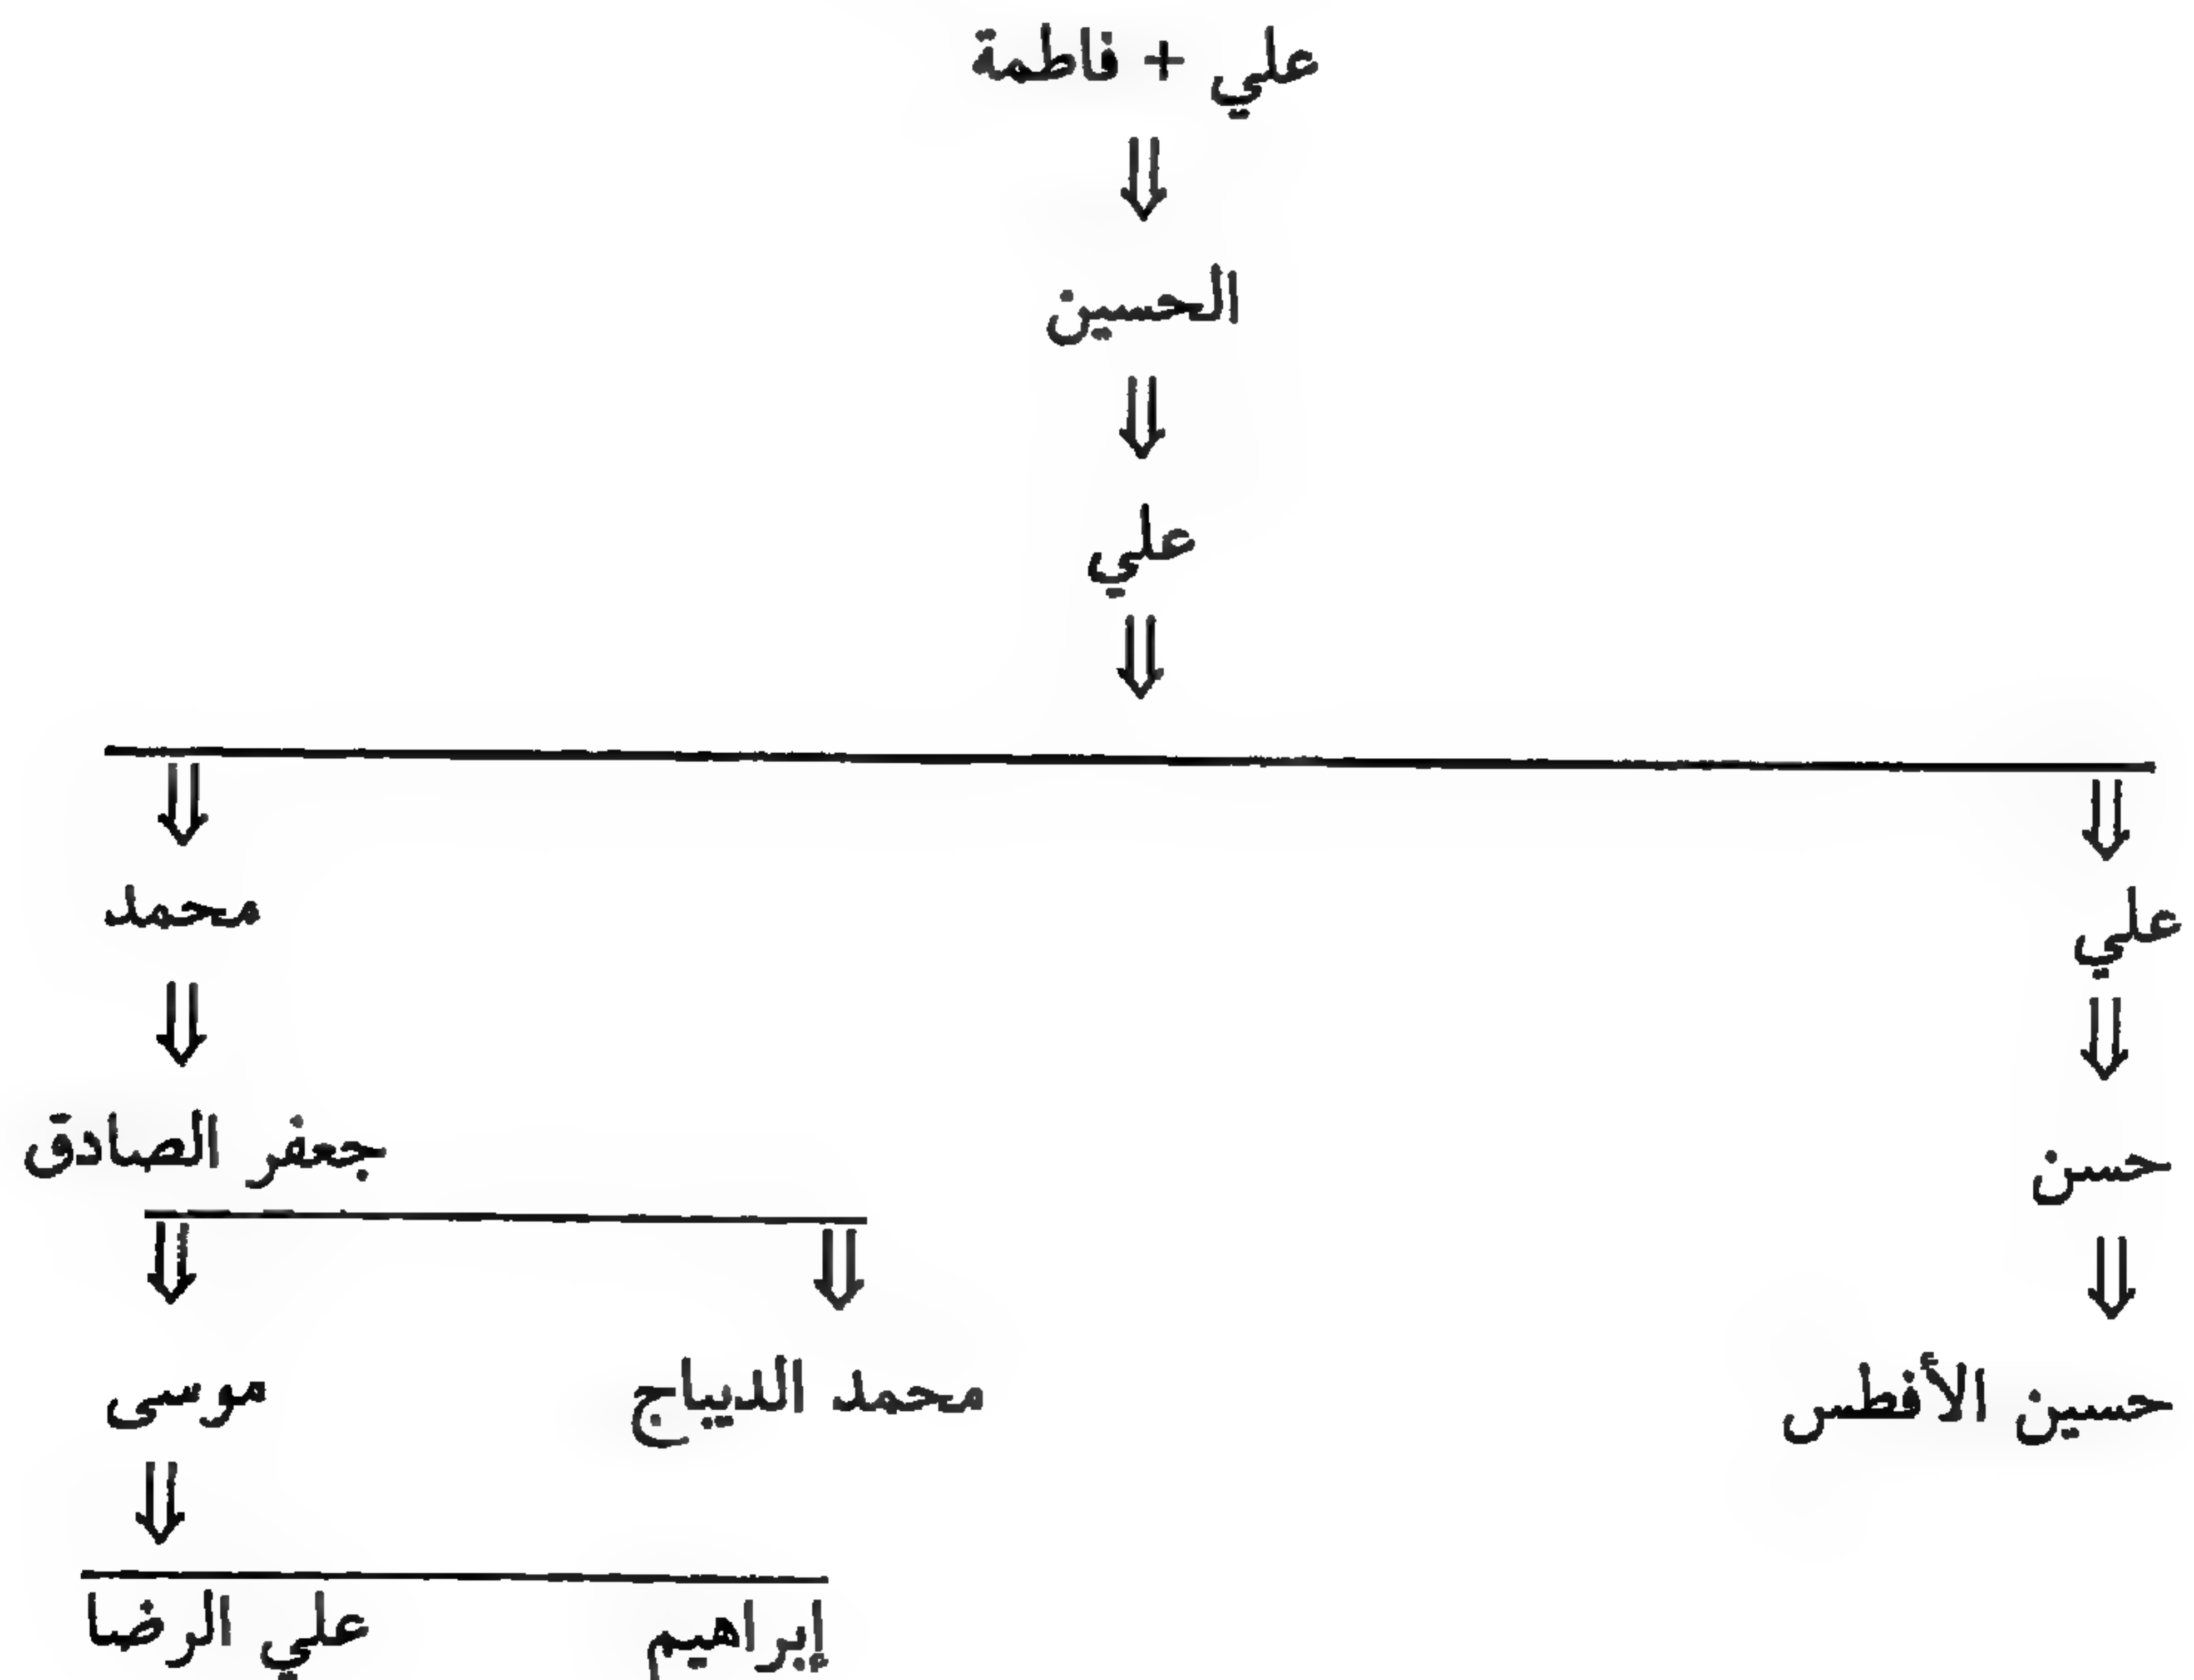 علي + فاطمة
الحسين
علي
علي
محمد
حسن
جعفر الصادق
حسين الأفطس
محمد الديباج
موسى
إبراهيم
علي الرضا